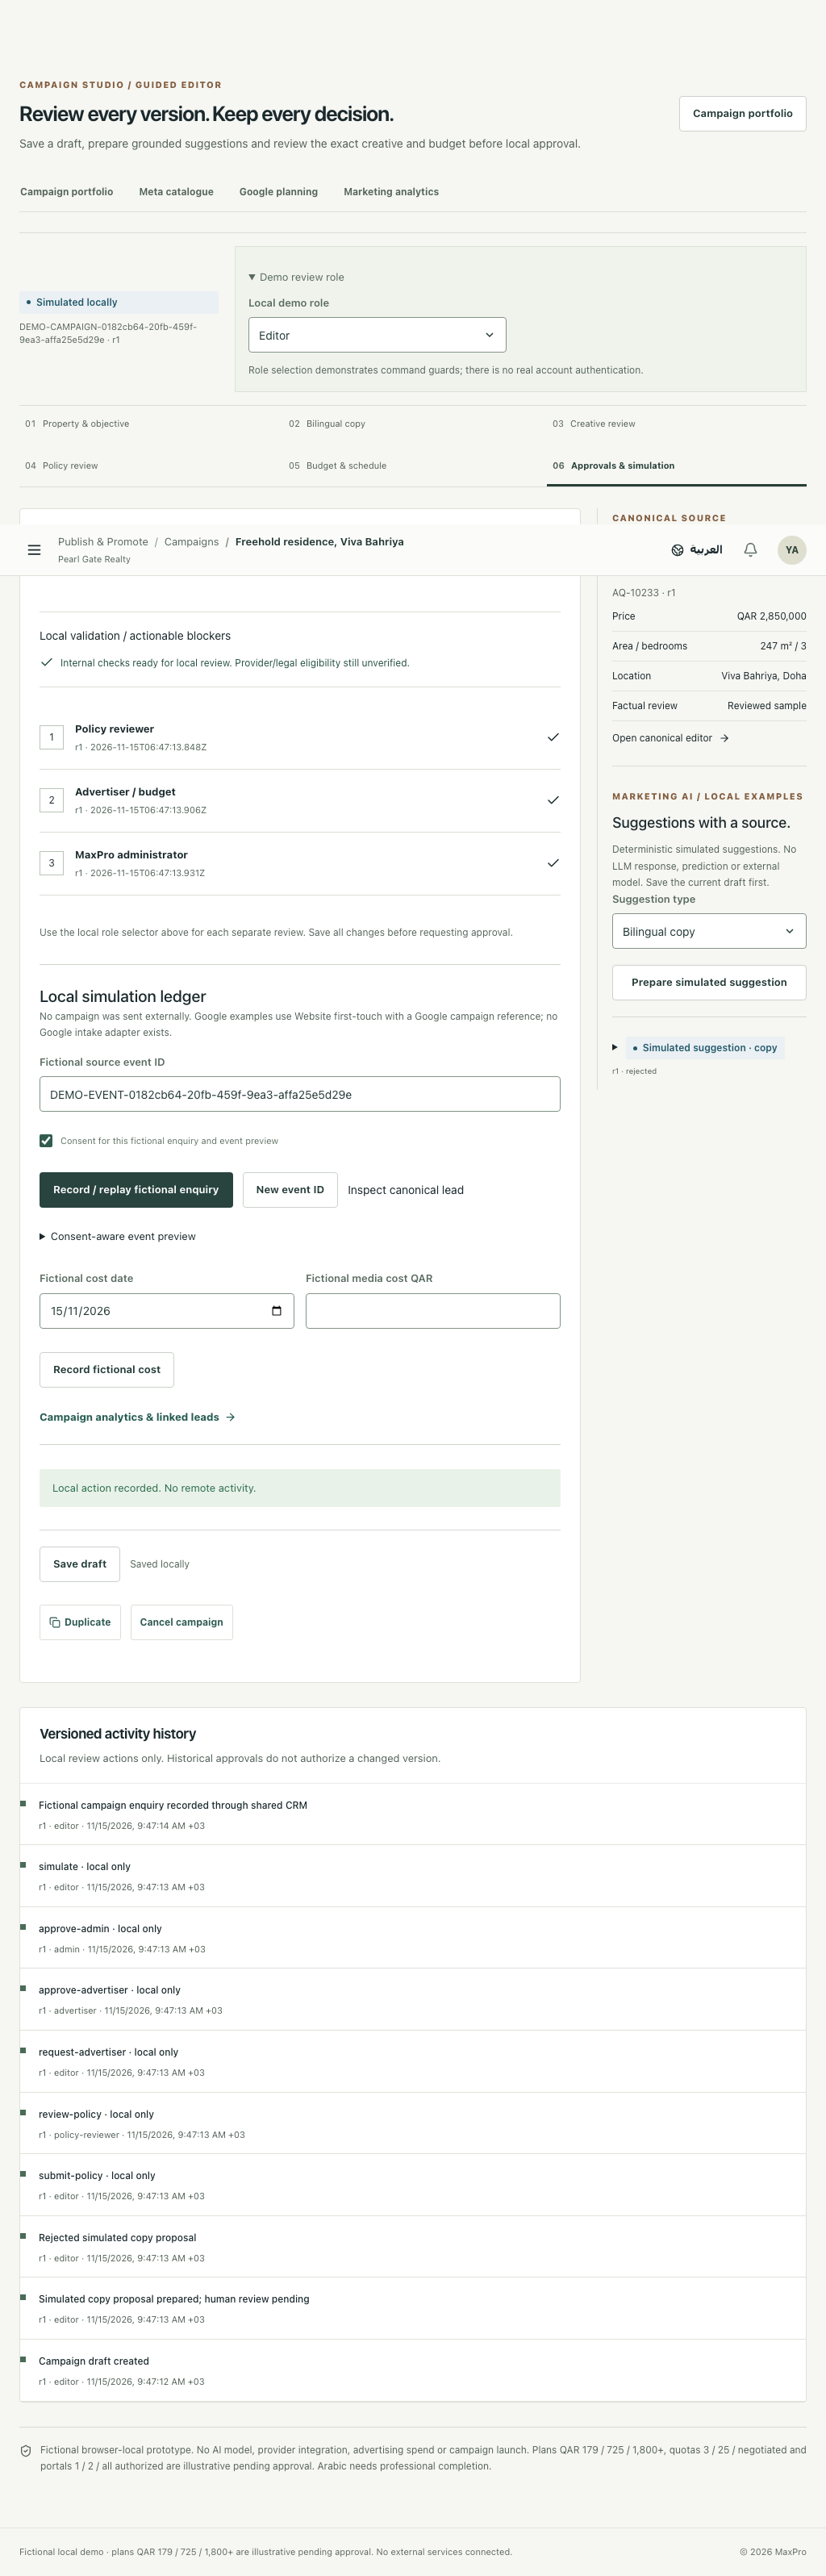 CAMPAIGN STUDIO / GUIDED EDITOR
Review every version. Keep every decision.
Save a draft, prepare grounded suggestions and review the exact creative and budget before local approval.
Campaign portfolio
Campaign portfolio
Meta catalogue
Google planning
Marketing analytics
Simulated locally
DEMO-CAMPAIGN-0182cb64-20fb-459f-
9ea3-affa25e5d29e · r1
Demo review role
Local demo role
Editor
Role selection demonstrates command guards; there is no real account authentication.
01 Property & objective
02 Bilingual copy
03 Creative review
04 Policy review
05 Budget & schedule
06 Approvals & simulation
Publish & Promote / Campaigns / Freehold residence, Viva Bahriya
Pearl Gate Realty
العربية
YA
Local validation / actionable blockers
Internal checks ready for local review. Provider/legal eligibility still unverified.
1
Policy reviewer
r1 · 2026-11-15T06:47:13.848Z
2
Advertiser / budget
r1 · 2026-11-15T06:47:13.906Z
3
MaxPro administrator
r1 · 2026-11-15T06:47:13.931Z
Use the local role selector above for each separate review. Save all changes before requesting approval.
Local simulation ledger
No campaign was sent externally. Google examples use Website first-touch with a Google campaign reference; no
Google intake adapter exists.
Fictional source event ID
DEMO-EVENT-0182cb64-20fb-459f-9ea3-affa25e5d29e
Consent for this fictional enquiry and event preview
Record / replay fictional enquiry
New event ID
Inspect canonical lead
Consent-aware event preview
Fictional cost date
Fictional media cost QAR
15/11/2026
Record fictional cost
Campaign analytics & linked leads
Local action recorded. No remote activity.
Save draft
Saved locally
Duplicate
Cancel campaign
CANONICAL SOURCE
AQ-10233 · r1
Price QAR 2,850,000
Area / bedrooms 247 m² / 3
Location Viva Bahriya, Doha
Factual review Reviewed sample
Open canonical editor
MARKETING AI / LOCAL EXAMPLES
Suggestions with a source.
Deterministic simulated suggestions. No
LLM response, prediction or external
model. Save the current draft first.
Suggestion type
Bilingual copy
Prepare simulated suggestion
Simulated suggestion · copy
r1 · rejected
Versioned activity history
Local review actions only. Historical approvals do not authorize a changed version.
Fictional campaign enquiry recorded through shared CRM
r1 · editor · 11/15/2026, 9:47:14 AM +03
simulate · local only
r1 · editor · 11/15/2026, 9:47:13 AM +03
approve-admin · local only
r1 · admin · 11/15/2026, 9:47:13 AM +03
approve-advertiser · local only
r1 · advertiser · 11/15/2026, 9:47:13 AM +03
request-advertiser · local only
r1 · editor · 11/15/2026, 9:47:13 AM +03
review-policy · local only
r1 · policy-reviewer · 11/15/2026, 9:47:13 AM +03
submit-policy · local only
r1 · editor · 11/15/2026, 9:47:13 AM +03
Rejected simulated copy proposal
r1 · editor · 11/15/2026, 9:47:13 AM +03
Simulated copy proposal prepared; human review pending
r1 · editor · 11/15/2026, 9:47:13 AM +03
Campaign draft created
r1 · editor · 11/15/2026, 9:47:12 AM +03
Fictional browser-local prototype. No AI model, provider integration, advertising spend or campaign launch. Plans QAR 179 / 725 / 1,800+, quotas 3 / 25 / negotiated and
portals 1 / 2 / all authorized are illustrative pending approval. Arabic needs professional completion.
Fictional local demo · plans QAR 179 / 725 / 1,800+ are illustrative pending approval. No external services connected.
© 2026 MaxPro